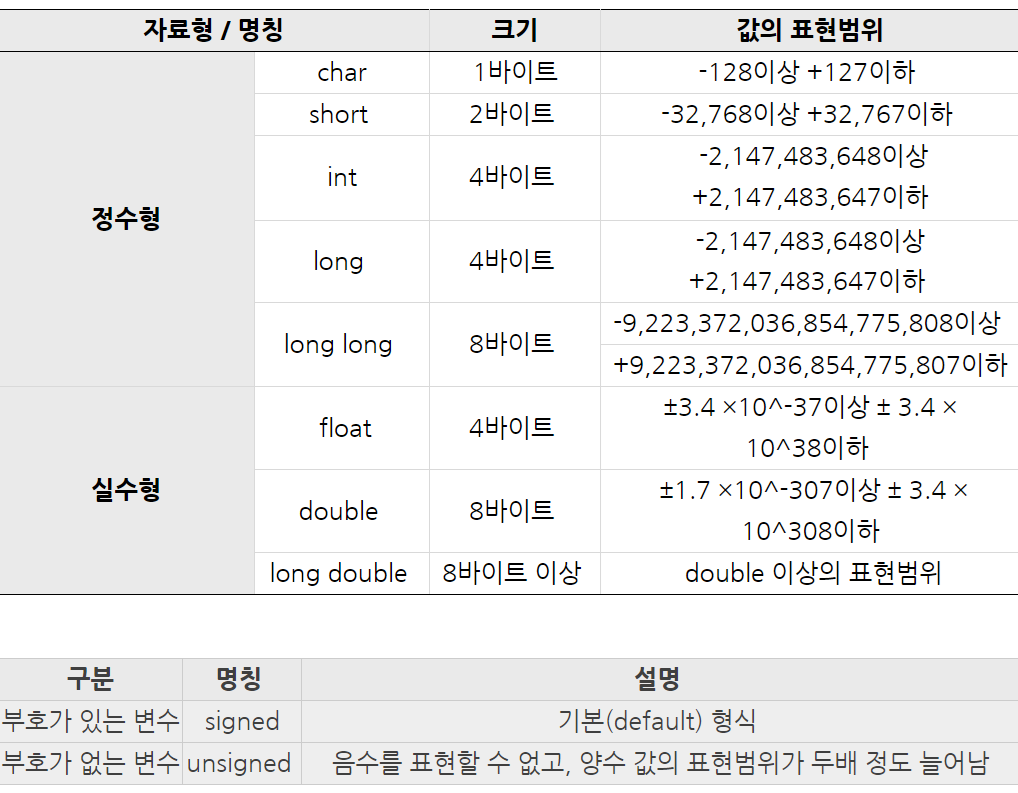 자료형 / 명칭 크기 값의 표현범위
정수형
char 1바이트 -128이상 +127이하
short 2바이트 -32,768이상 +32,767이하
int 4바이트 -2,147,483,648이상
+2,147,483,647이하
long 4바이트 -2,147,483,648이상
+2,147,483,647이하
long long 8바이트 -9,223,372,036,854,775,808이상
+9,223,372,036,854,775,807이하
실수형
float 4바이트 ±3.4 ×10^-37이상 ± 3.4 ×
10^38이하
double 8바이트 ±1.7 ×10^-307이상 ± 3.4 ×
10^308이하
long double 8바이트 이상 double 이상의 표현범위
구분 명칭 설명
부호가 있는 변수 signed 기본(default) 형식
부호가 없는 변수 unsigned 음수를 표현할 수 없고, 양수 값의 표현범위가 두배 정도 늘어남